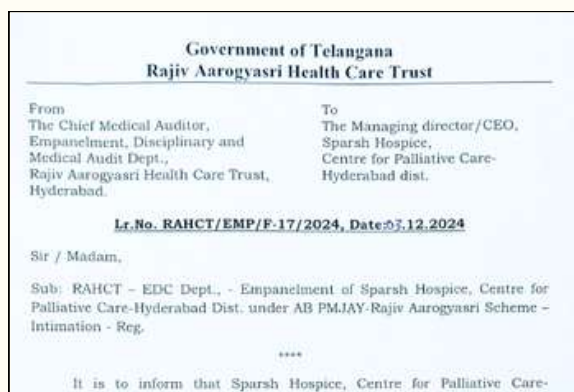 Government of Telangana
Rajiv Aarogyasri Health Care Trust
From
The Chief Medical Auditor,
Empanelment, Disciplinary and
Medical Audit Dept.,
Rajiv Aarogyasri Health Care Trust,
Hyderabad.
To
The Managing director/CEO,
Sparsh Hospice,
Centre for Palliative Care-
Hyderabad dist.
Lr.No. RAHCT/EMP/F-17/2024, Date:03.12.2024
Sir / Madam,
Sub: RAHCT – EDC Dept., - Empanelment of Sparsh Hospice, Centre for
Palliative Care-Hyderabad Dist. under AB PMJAY-Rajiv Aarogyasri Scheme –
Intimation - Reg.
****
It is to inform that Sparsh Hospice, Centre for Palliative Care-